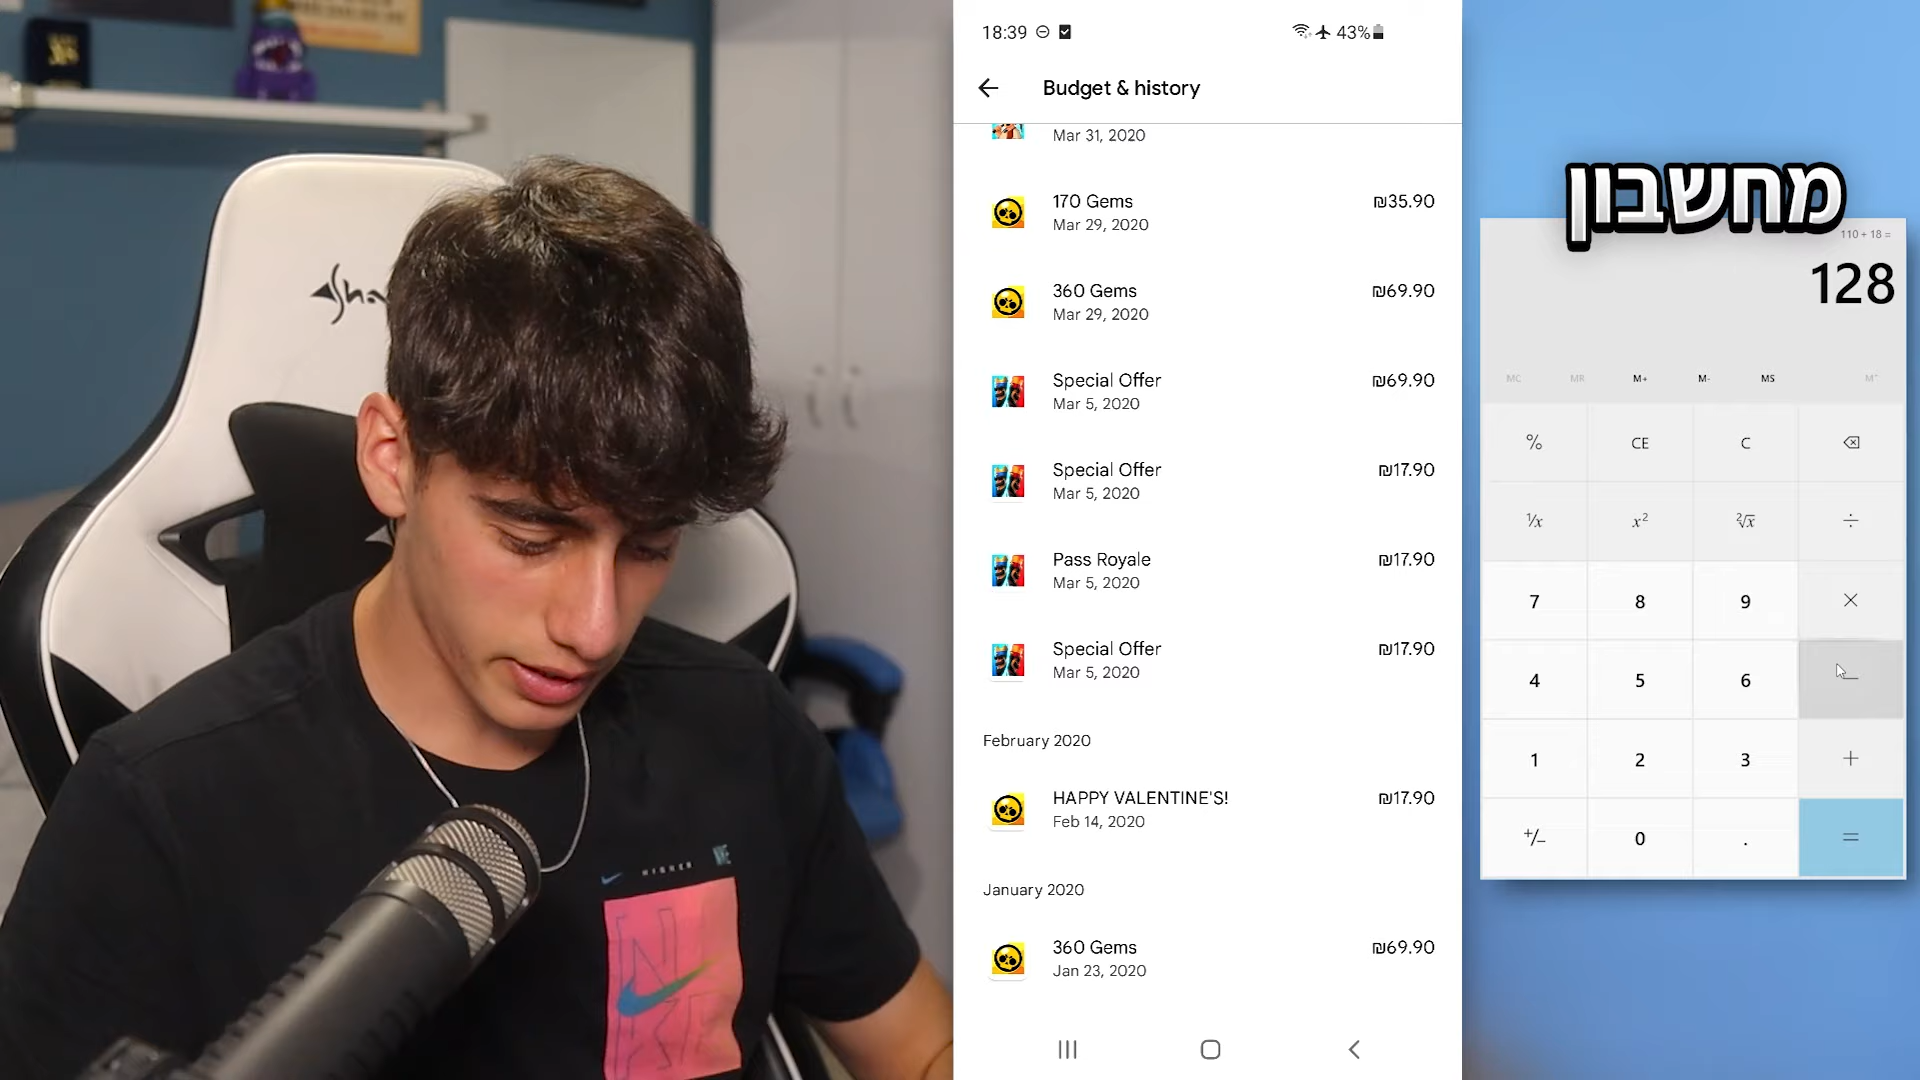 18:39
43%
Budget & history
Mar 31, 2020
170 Gems
₪35.90
Mar 29, 2020
360 Gems
₪69.90
Mar 29, 2020
Special Offer
₪69.90
Mar 5, 2020
Special Offer
₪17.90
Mar 5, 2020
Pass Royale
₪17.90
Mar 5, 2020
Special Offer
₪17.90
Mar 5, 2020
February 2020
HAPPY VALENTINE'S!
₪17.90
Feb 14, 2020
January 2020
360 Gems
₪69.90
Jan 23, 2020
מחשבון
110 + 18 =
128
MC MR M+ M- MS M˅
% CE C
¹/x x² ²√x ÷
7 8 9 ×
4 5 6 −
1 2 3 +
+/− 0 . =